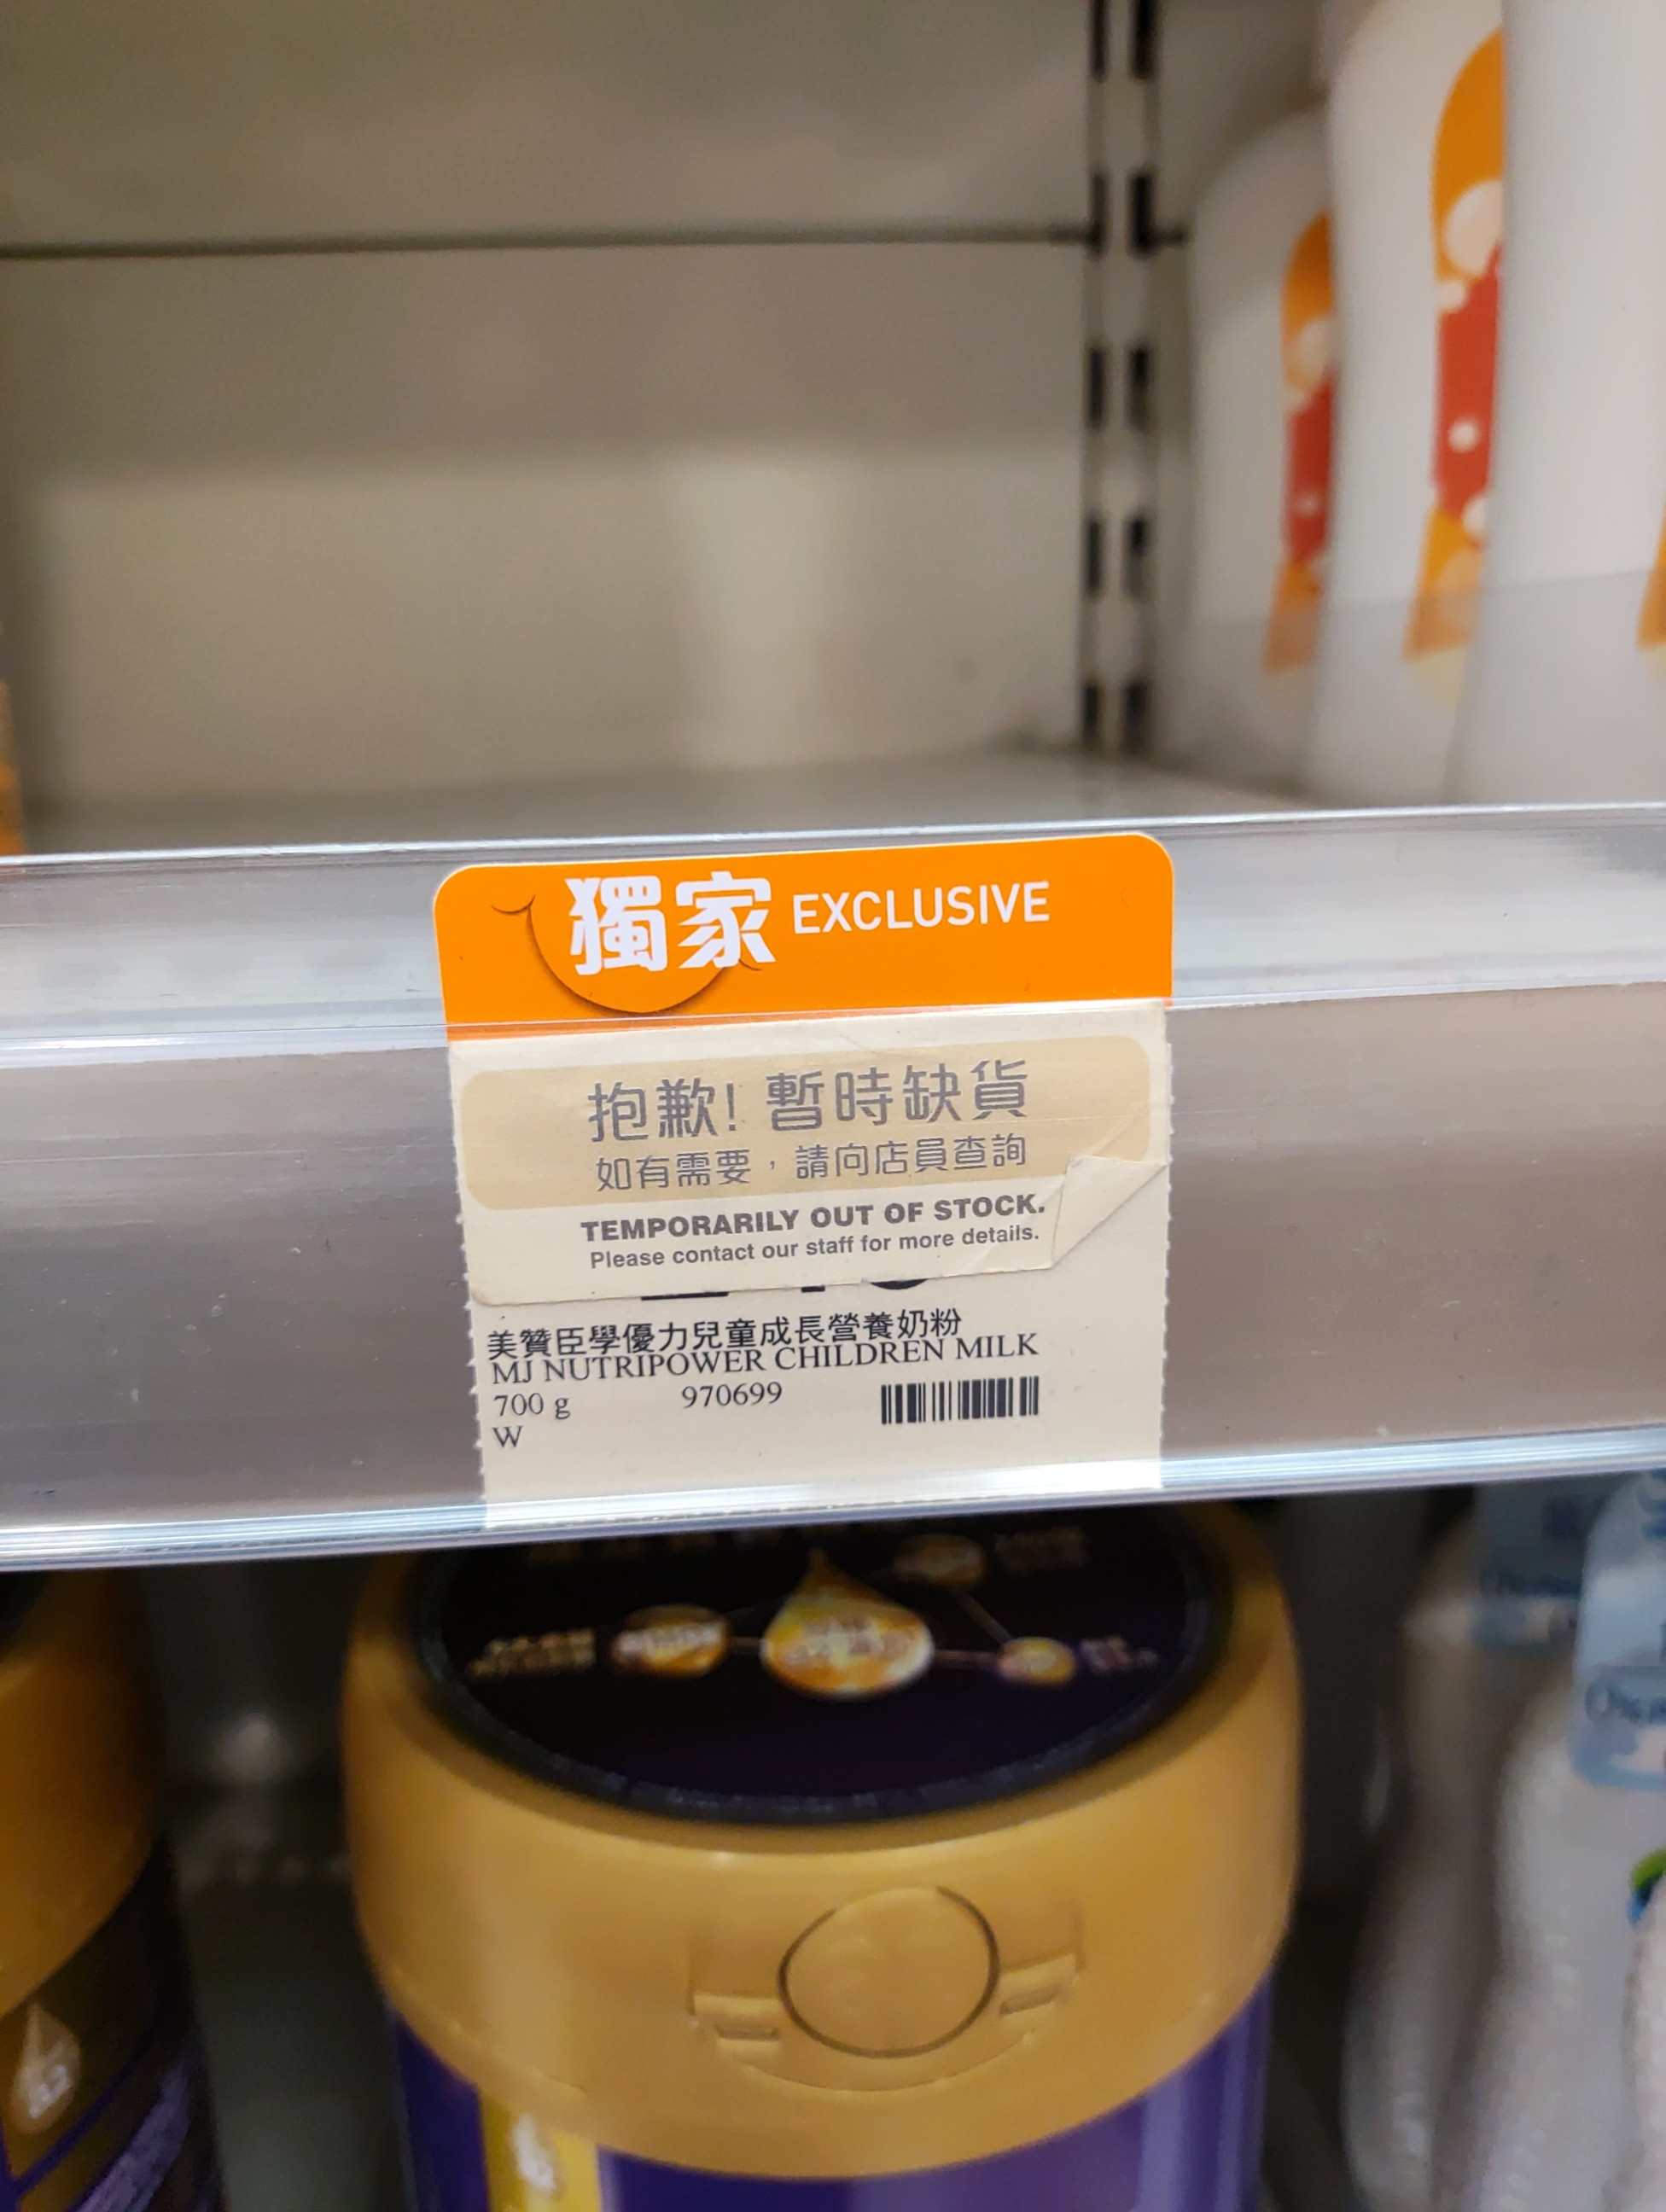 獨家 EXCLUSIVE
抱歉! 暫時缺貨
如有需要，請向店員查詢
TEMPORARILY OUT OF STOCK.
Please contact our staff for more details.
美贊臣學優力兒童成長營養奶粉
MJ NUTRIPOWER CHILDREN MILK
700 g 970699
W